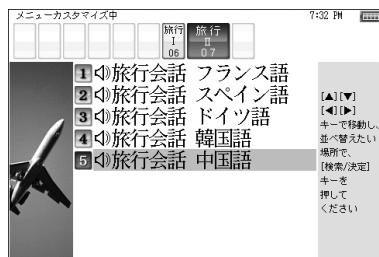 メニューカスタマイズ中
7:32 PM
旅行
I
06
旅行
II
07
1 旅行会話 フランス語
2 旅行会話 スペイン語
3 旅行会話 ドイツ語
4 旅行会話 韓国語
5 旅行会話 中国語
[▲][▼]
[◀][▶]
キーで移動し、
並べ替えたい
場所で、
[検索/決定]
キーを
押して
ください